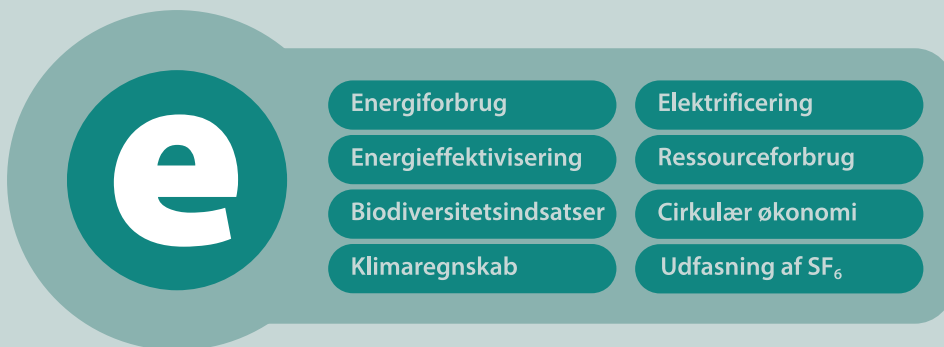 e
Energiforbrug
Energieffektivisering
Biodiversitetsindsatser
Klimaregnskab
Elektrificering
Ressourceforbrug
Cirkulær økonomi
Udfasning af SF₆